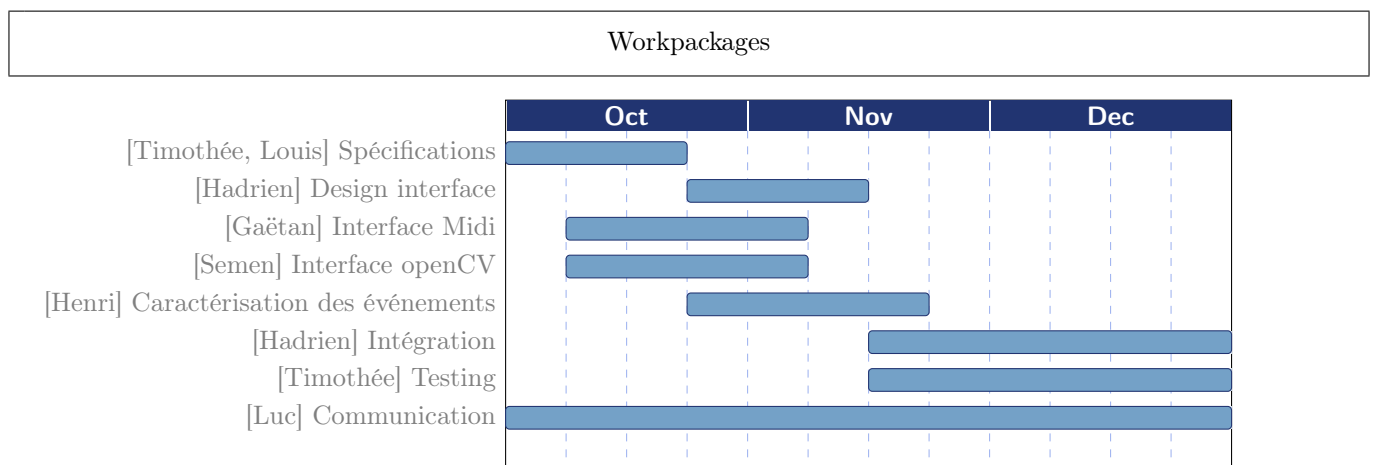 Workpackages
Oct Nov Dec
[Timothée, Louis] Spécifications
[Hadrien] Design interface
[Gaëtan] Interface Midi
[Semen] Interface openCV
[Henri] Caractérisation des événements
[Hadrien] Intégration
[Timothée] Testing
[Luc] Communication